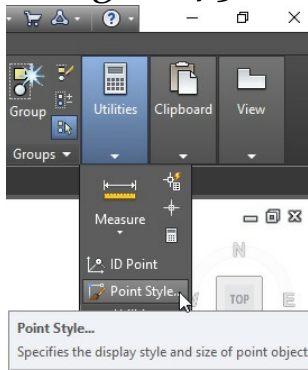 Group
Utilities
Clipboard
View
Groups
Measure
ID Point
Point Style...
N
TOP
E
Point Style...
Specifies the display style and size of point object